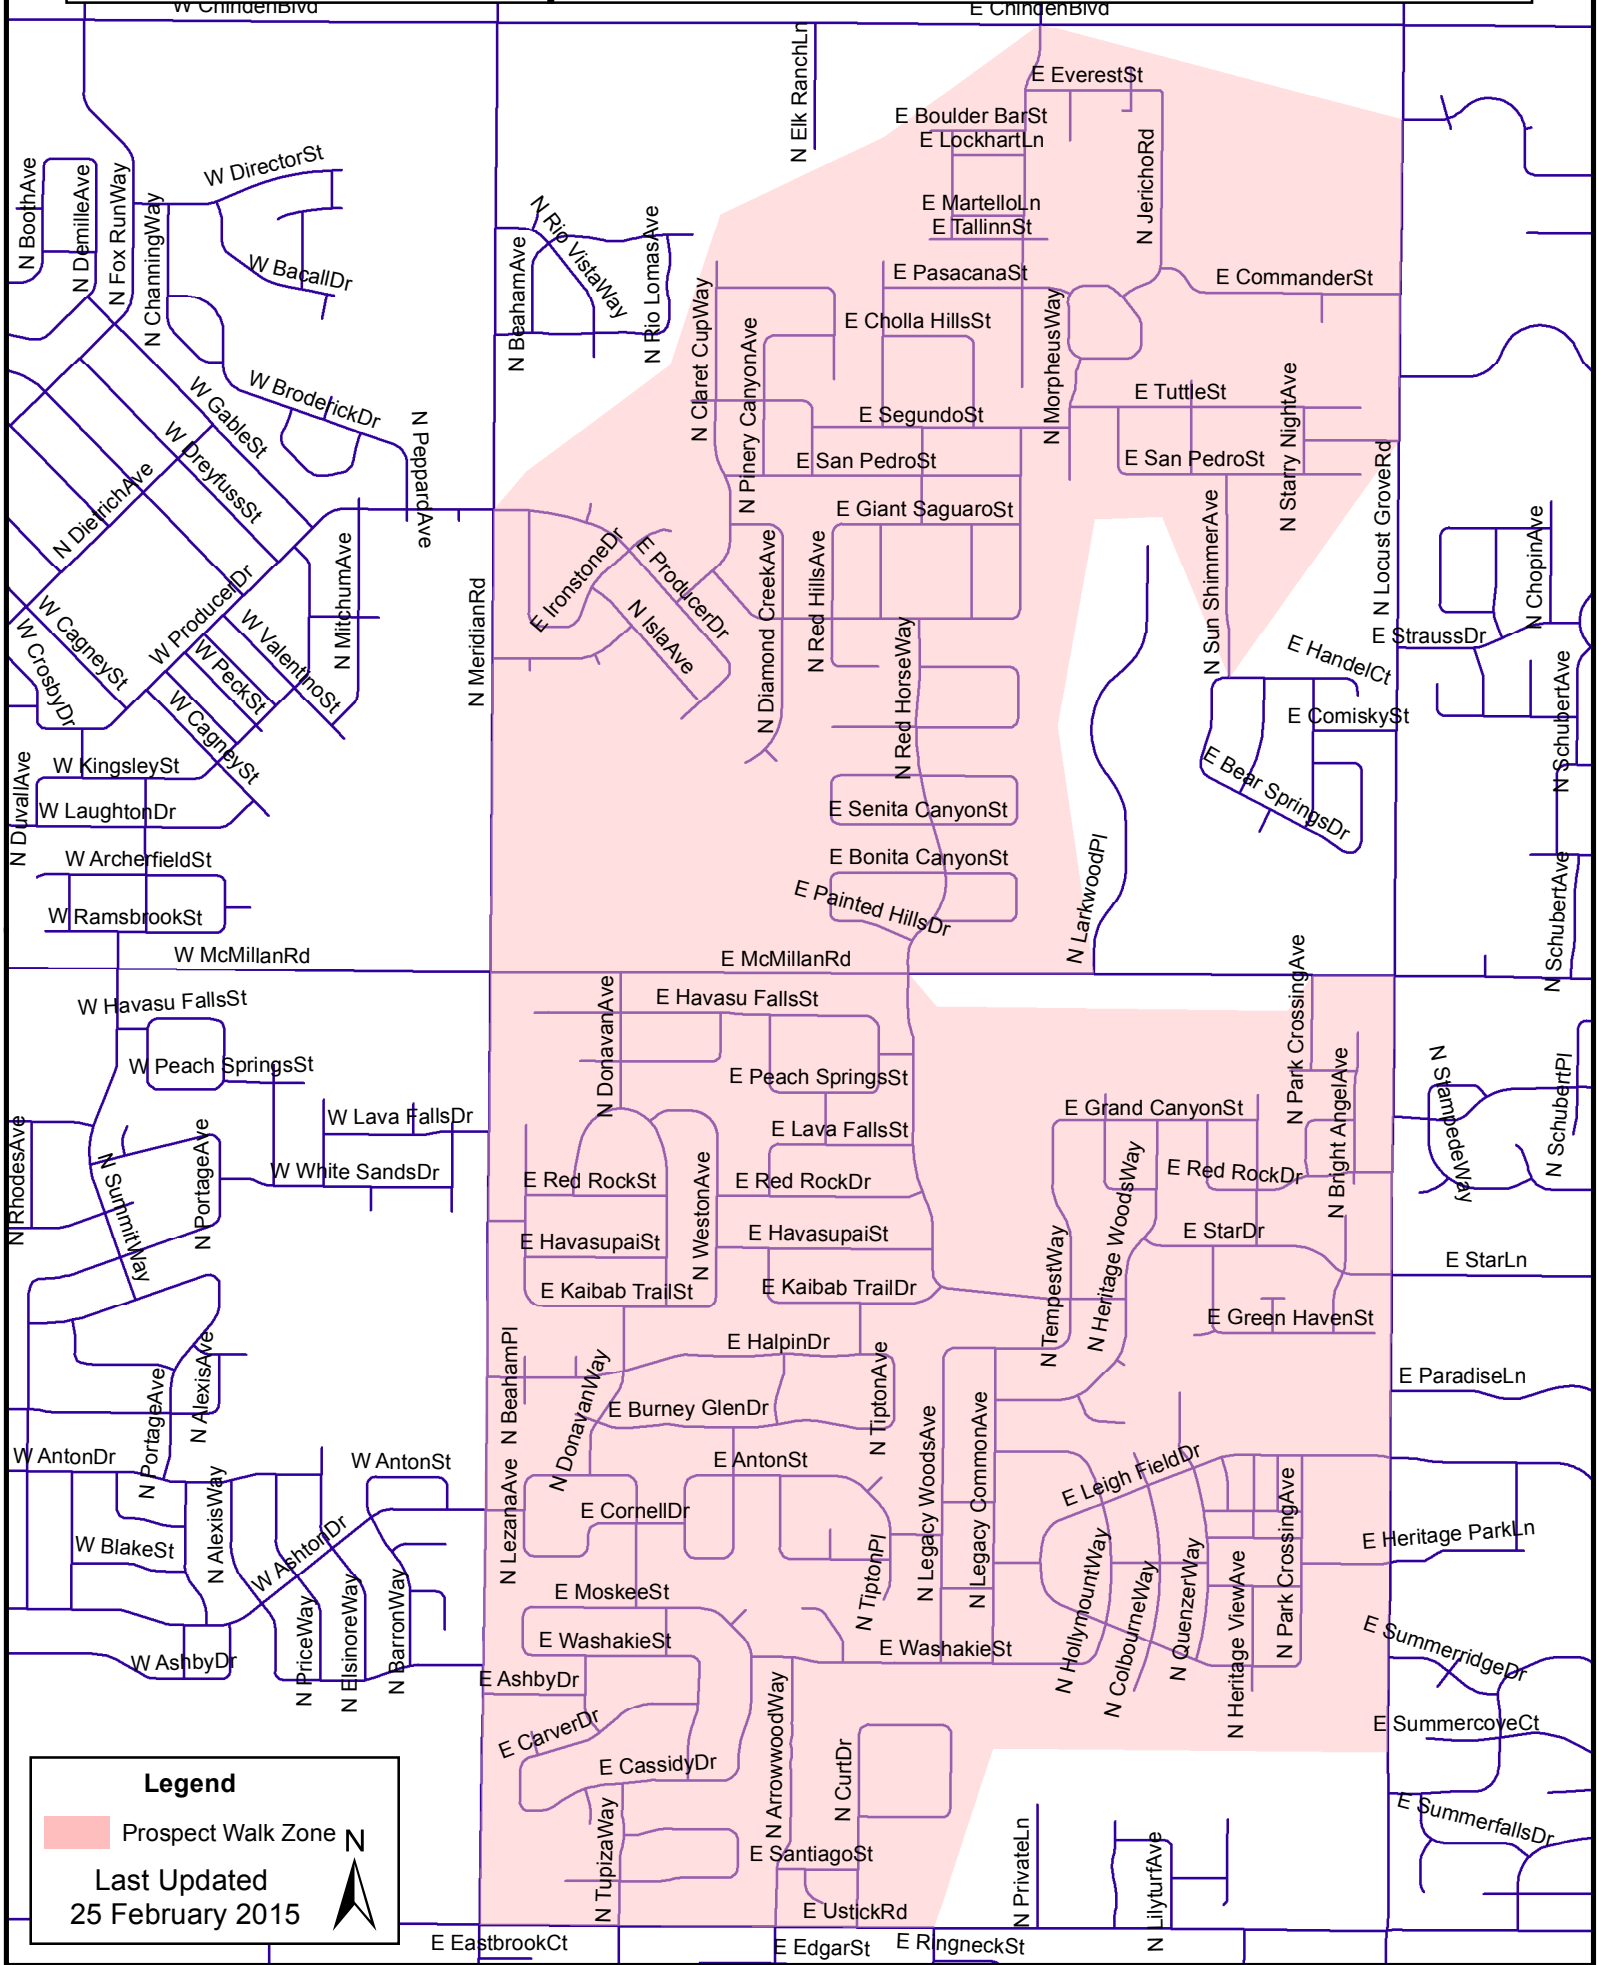 W ChindenBlvd
E ChindenBlvd
N Elk RanchLn
E EverestSt
E Boulder BarSt
E LockhartLn
N JerichoRd
W DirectorSt
N BoothAve
N DemilleAve
N Fox RunWay
N ChanningWay
E MartelloLn
E TallinnSt
N Rio VistaWay
N Rio LomasAve
N BeahamAve
W BacallDr
E PasacanaSt
E CommanderSt
N Claret CupWay
E Cholla HillsSt
N MorpheusWay
N Pinery CanyonAve
W GableSt
W BroderickDr
E TuttleSt
N Starry NightAve
E SegundoSt
N PeppardAve
W DreyfussSt
E San PedroSt
E San PedroSt
N DietrichAve
E Giant SaguaroSt
N Locust GroveRd
N ChopinAve
N MitchumAve
E IronstoneDr
E ProducerDr
N Diamond CreekAve
N Red HillsAve
N Sun ShimmerAve
W ProducerDr
N MeridianRd
W CagneySt
W ValentinoSt
N IslaAve
E StraussDr
W CrosbyDr
W PeckSt
E HandelCt
N Red HorseWay
N SchubertAve
W CagneySt
E ComiskySt
W KingsleySt
E Bear SpringsDr
N SchubertAve
N DuvallAve
W LaughtonDr
E Senita CanyonSt
W ArcherfieldSt
E Bonita CanyonSt
N LarkwoodPl
W RamsbrookSt
E Painted HillsDr
N SchubertAve
W McMillanRd
E McMillanRd
W Havasu FallsSt
E Havasu FallsSt
N DonavanAve
N Park CrossingAve
W Peach SpringsSt
E Peach SpringsSt
N Bright AngelAve
N StampedeWay
N SchubertPl
W Lava FallsDr
E Grand CanyonSt
E Lava FallsSt
N RhodesAve
N PortageAve
W White SandsDr
N SummitWay
E Red RockSt
E Red RockDr
E Red RockDr
N WestonAve
N Heritage WoodsWay
E HavasupaiSt
E HavasupaiSt
E StarDr
E StarLn
N TempestWay
E Kaibab TrailSt
E Kaibab TrailDr
E Green HavenSt
N BeahamPl
E HalpinDr
N AlexisAve
N PortageAve
N DonavanWay
N TiptonAve
E ParadiseLn
E Burney GlenDr
N Legacy WoodsAve
N Legacy CommonAve
W AntonDr
W AntonSt
E AntonSt
E Leigh FieldDr
N AlexisWay
N LezanaAve
E CornellDr
N Park CrossingAve
W BlakeSt
W AshtonDr
N TiptonPl
N HollymountWay
N ColbourneWay
N QuenzerWay
N Heritage ViewAve
E Heritage ParkLn
N PriceWay
N ElsinoreWay
N BarronWay
E MoskeeSt
E WashakieSt
E WashakieSt
E SummerridgeDr
W AshbyDr
E AshbyDr
N ArrowwoodWay
E CarverDr
E SummercoveCt
E CassidyDr
N CurtDr
N TupizaWay
E SummerfallsDr
N PrivateLn
N LilyturfAve
E SantiagoSt
E UstickRd
E EastbrookCt
E EdgarSt
E RingneckSt
Legend
Prospect Walk Zone
N
Last Updated
25 February 2015